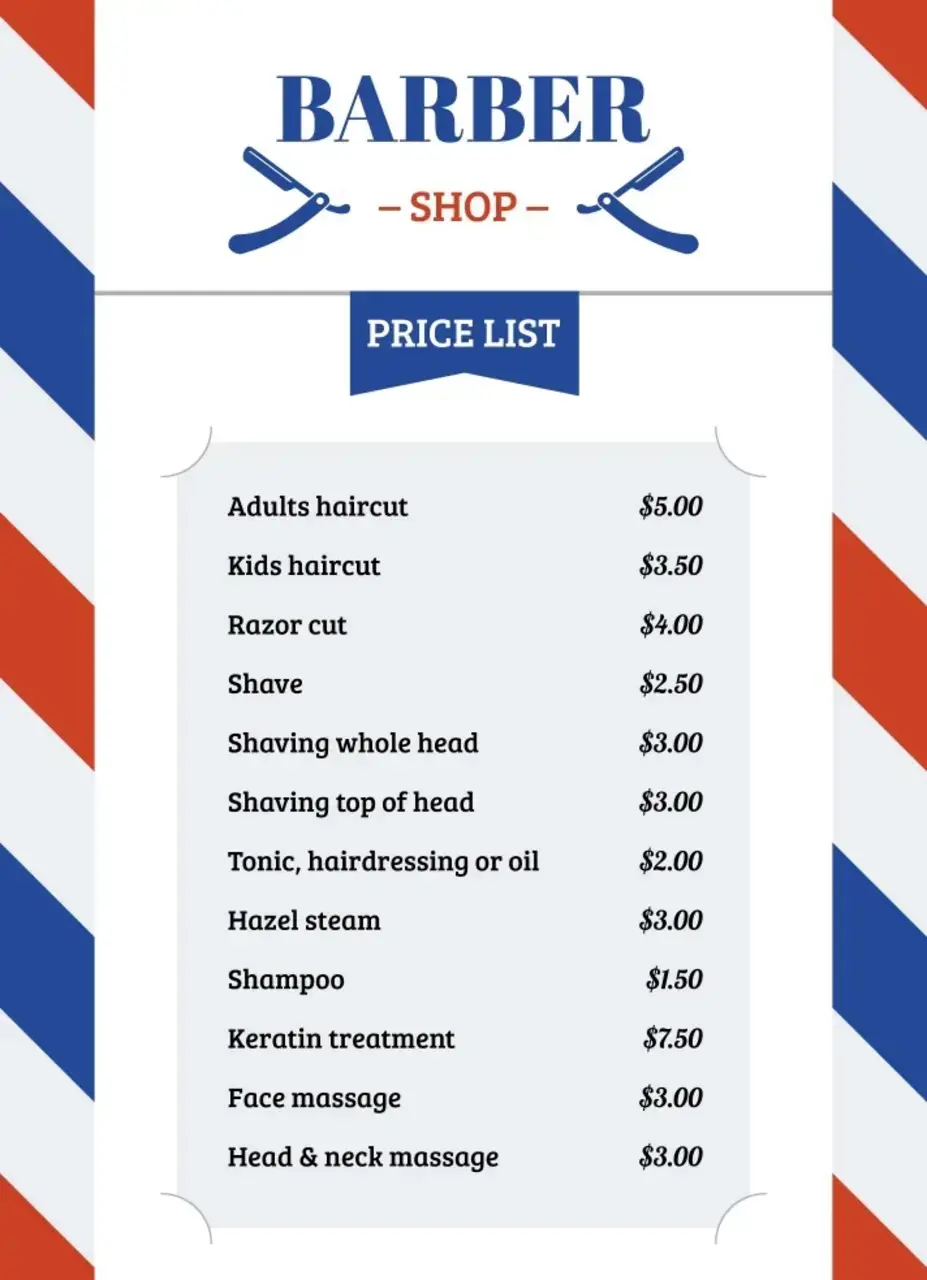 BARBER
– SHOP –
PRICE LIST
Adults haircut $5.00
Kids haircut $3.50
Razor cut $4.00
Shave $2.50
Shaving whole head $3.00
Shaving top of head $3.00
Tonic, hairdressing or oil $2.00
Hazel steam $3.00
Shampoo $1.50
Keratin treatment $7.50
Face massage $3.00
Head & neck massage $3.00